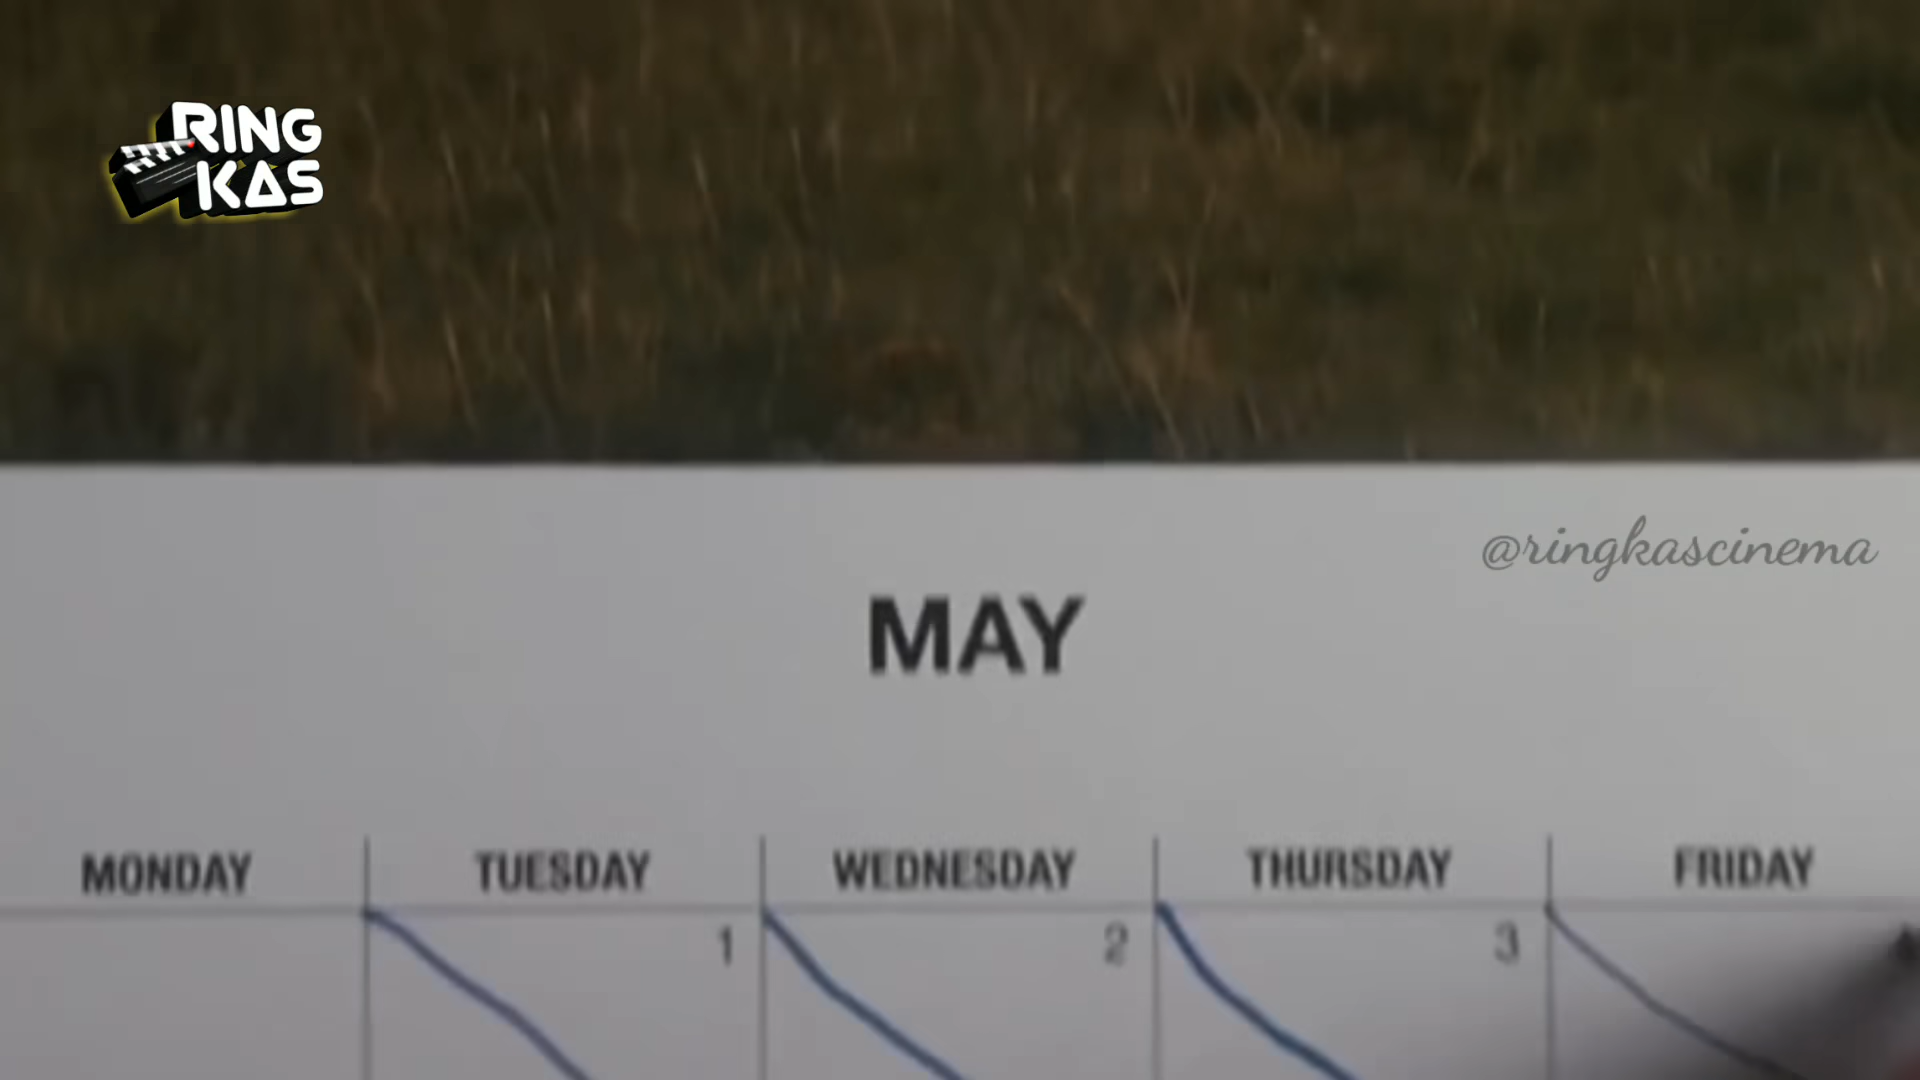 RING
KAS
@ringkascinema
MAY
MONDAY TUESDAY WEDNESDAY THURSDAY FRIDAY
1 2 3